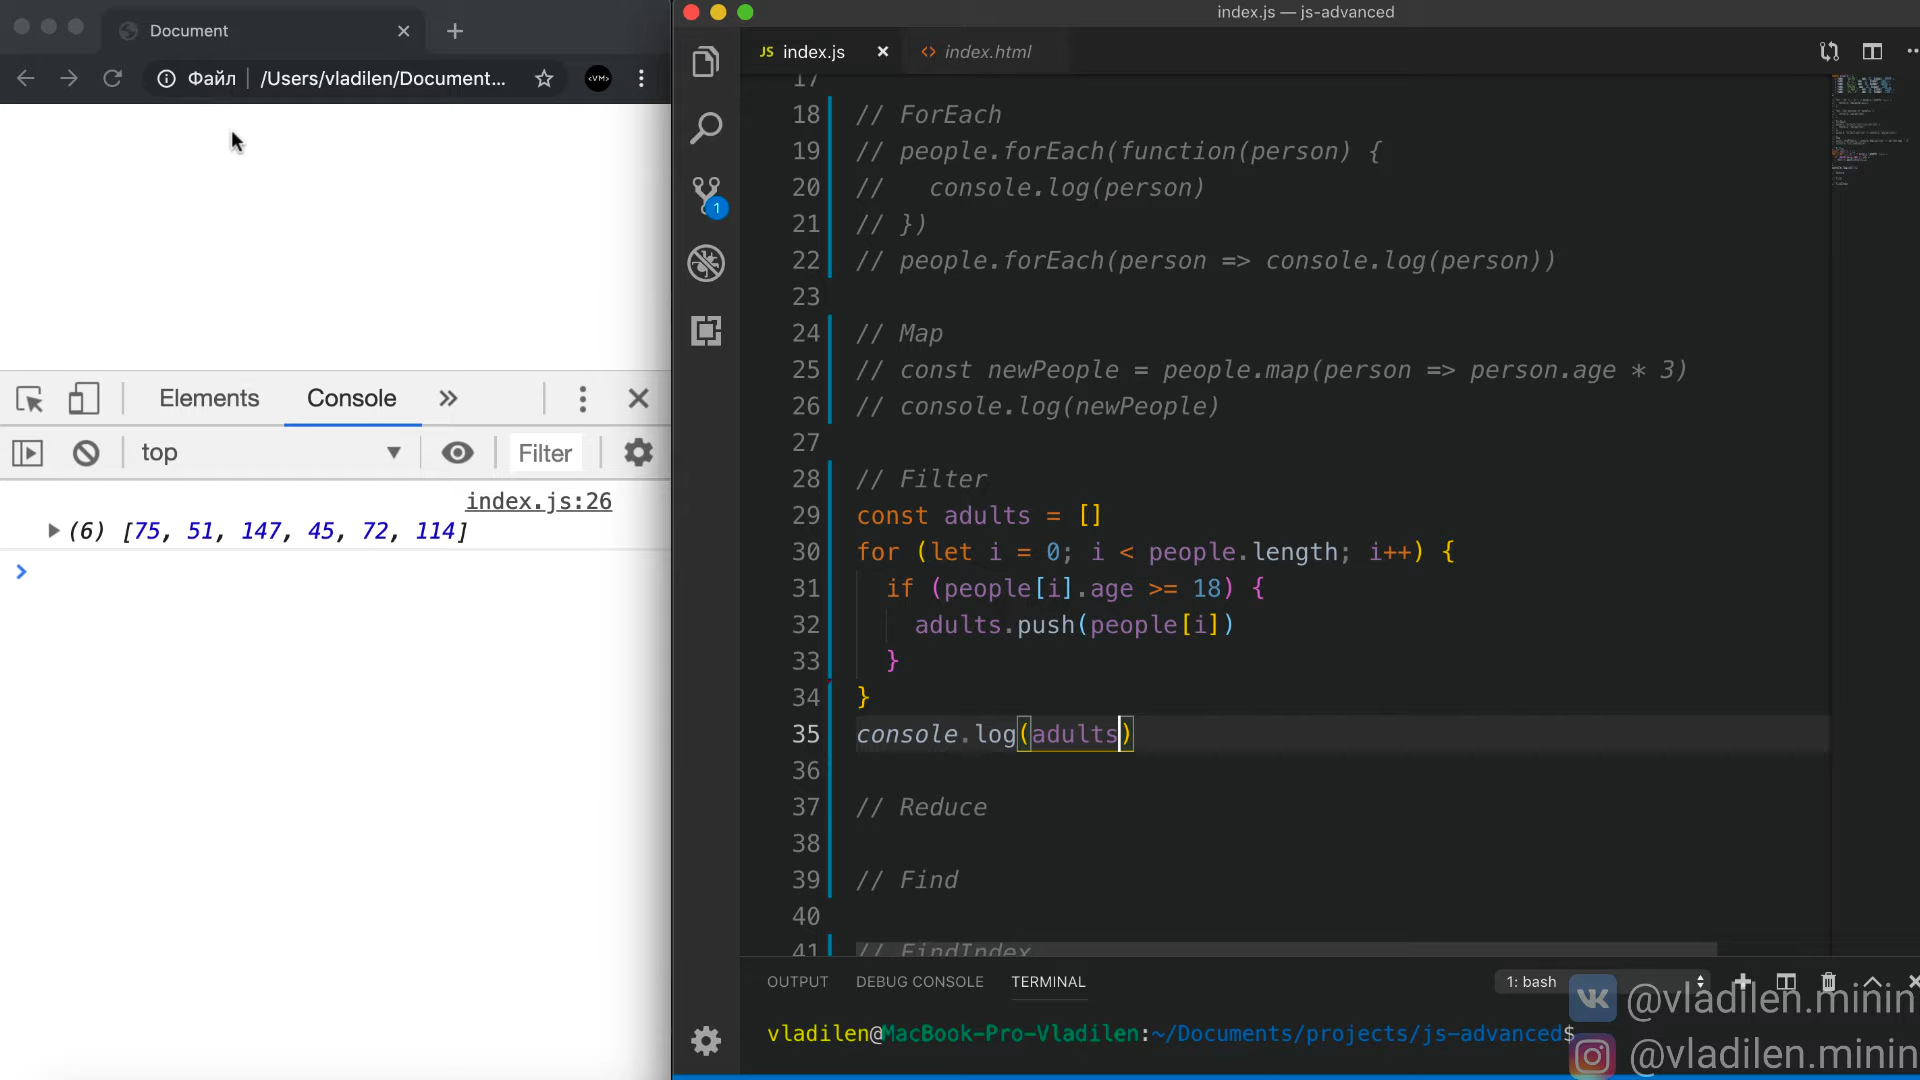 Document
Файл
/Users/vladilen/Document...
<VM>
Elements
Console
top
Filter
index.js:26
(6) [75, 51, 147, 45, 72, 114]
index.js — js-advanced
JS index.js
index.html
1
17
18 // ForEach
19 // people.forEach(function(person) {
20 //   console.log(person)
21 // })
22 // people.forEach(person => console.log(person))
23
24 // Map
25 // const newPeople = people.map(person => person.age * 3)
26 // console.log(newPeople)
27
28 // Filter
29 const adults = []
30 for (let i = 0; i < people.length; i++) {
31   if (people[i].age >= 18) {
32     adults.push(people[i])
33   }
34 }
35 console.log(adults)
36
37 // Reduce
38
39 // Find
40
41 // FindIndex
OUTPUT
DEBUG CONSOLE
TERMINAL
1: bash
vladilen@MacBook-Pro-Vladilen:~/Documents/projects/js-advanced$
@vladilen.minin
@vladilen.minin